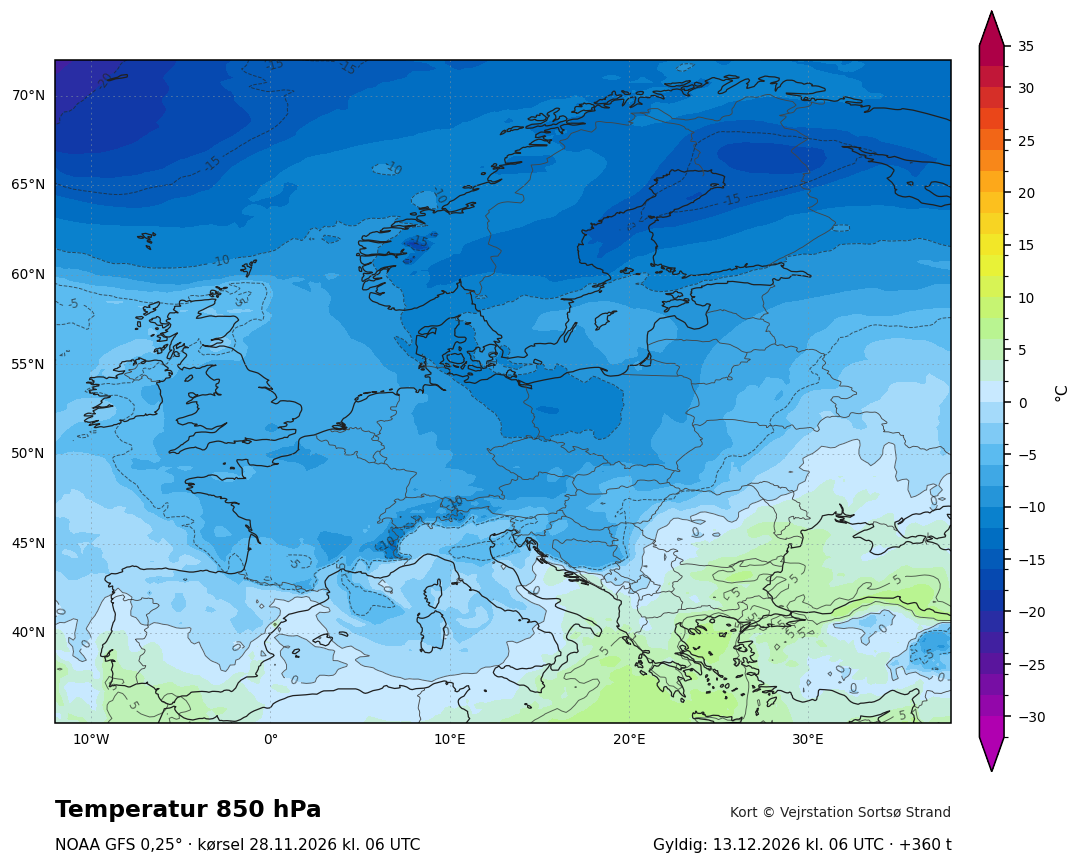 70°N
65°N
60°N
55°N
50°N
45°N
40°N
10°W
0°
10°E
20°E
30°E
35
30
25
20
15
10
5
0
−5
−10
−15
−20
−25
−30
°C
Temperatur 850 hPa
Kort © Vejrstation Sortsø Strand
NOAA GFS 0,25° · kørsel 28.11.2026 kl. 06 UTC
Gyldig: 13.12.2026 kl. 06 UTC · +360 t